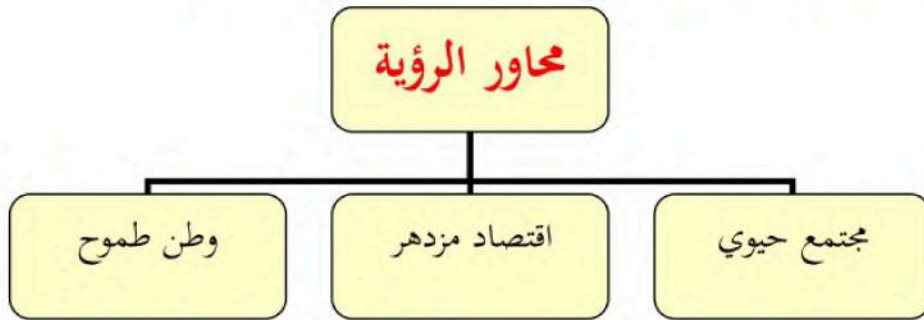 محاور الرؤية
مجتمع حيوي
اقتصاد مزدهر
وطن طموح